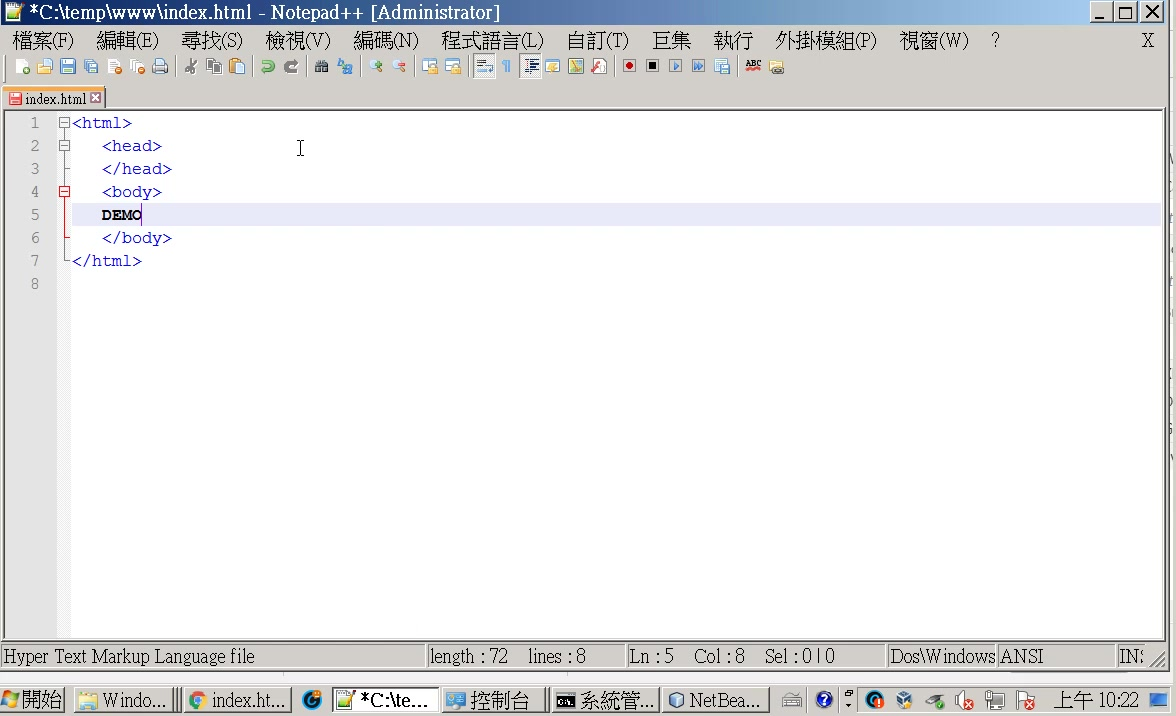 *C:\temp\www\index.html - Notepad++ [Administrator]
檔案(F) 編輯(E) 尋找(S) 檢視(V) 編碼(N) 程式語言(L) 自訂(T) 巨集 執行 外掛模組(P) 視窗(W) ? X
ABC
index.html
1 <html>
2 <head>
3 </head>
4 <body>
5 DEMO
6 </body>
7 </html>
8
Hyper Text Markup Language file length : 72 lines : 8 Ln : 5 Col : 8 Sel : 0 | 0 Dos\Windows ANSI INS
開始 Windo... index.ht... *C:\te... 控制台 系統管... NetBea... 上午 10:22